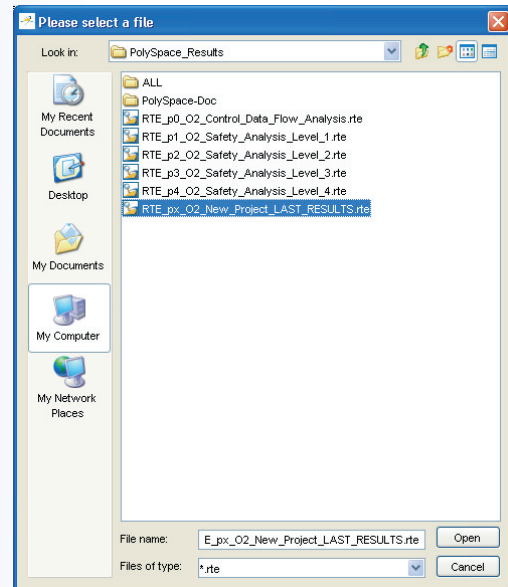 Please select a file
Look in: PolySpace_Results
My Recent
Documents
Desktop
My Documents
My Computer
My Network
Places
ALL
PolySpace-Doc
RTE_p0_O2_Control_Data_Flow_Analysis.rte
RTE_p1_O2_Safety_Analysis_Level_1.rte
RTE_p2_O2_Safety_Analysis_Level_2.rte
RTE_p3_O2_Safety_Analysis_Level_3.rte
RTE_p4_O2_Safety_Analysis_Level_4.rte
RTE_px_O2_New_Project_LAST_RESULTS.rte
File name: E_px_O2_New_Project_LAST_RESULTS.rte Open
Files of type: *.rte Cancel